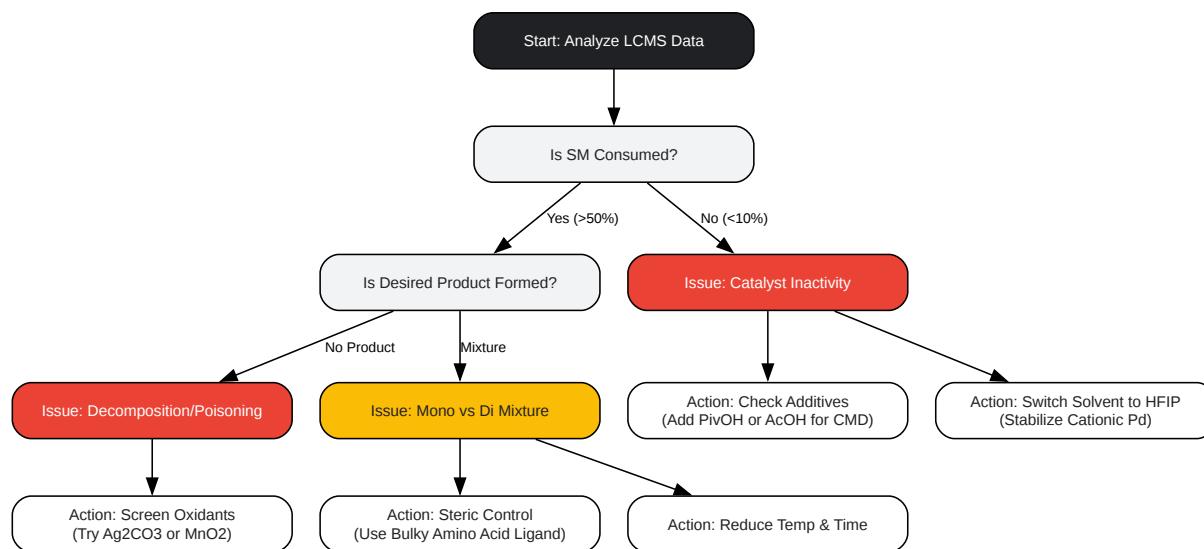 Start: Analyze LCMS Data
Is SM Consumed?
Yes (>50%)
No (<10%)
Is Desired Product Formed?
Issue: Catalyst Inactivity
No Product
Mixture
Issue: Decomposition/Poisoning
Issue: Mono vs Di Mixture
Action: Check Additives
(Add PivOH or AcOH for CMD)
Action: Switch Solvent to HFIP
(Stabilize Cationic Pd)
Action: Screen Oxidants
(Try Ag2CO3 or MnO2)
Action: Steric Control
(Use Bulky Amino Acid Ligand)
Action: Reduce Temp & Time